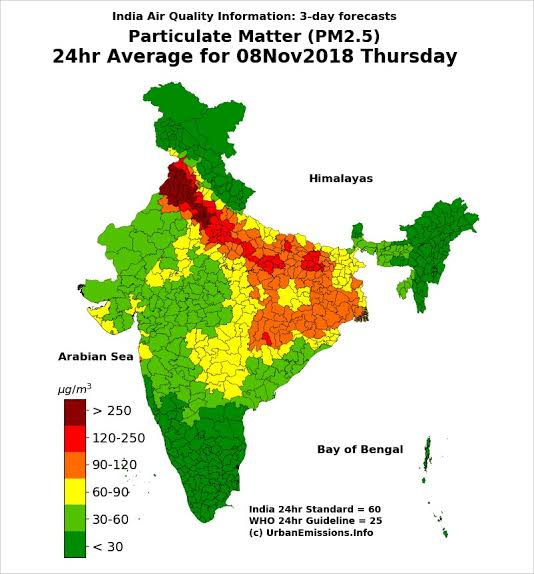 India Air Quality Information: 3-day forecasts
Particulate Matter (PM2.5)
24hr Average for 08Nov2018 Thursday
Himalayas
Arabian Sea
μg/m³
> 250
120-250
90-120
60-90
30-60
< 30
Bay of Bengal
India 24hr Standard = 60
WHO 24hr Guideline = 25
(c) UrbanEmissions.Info